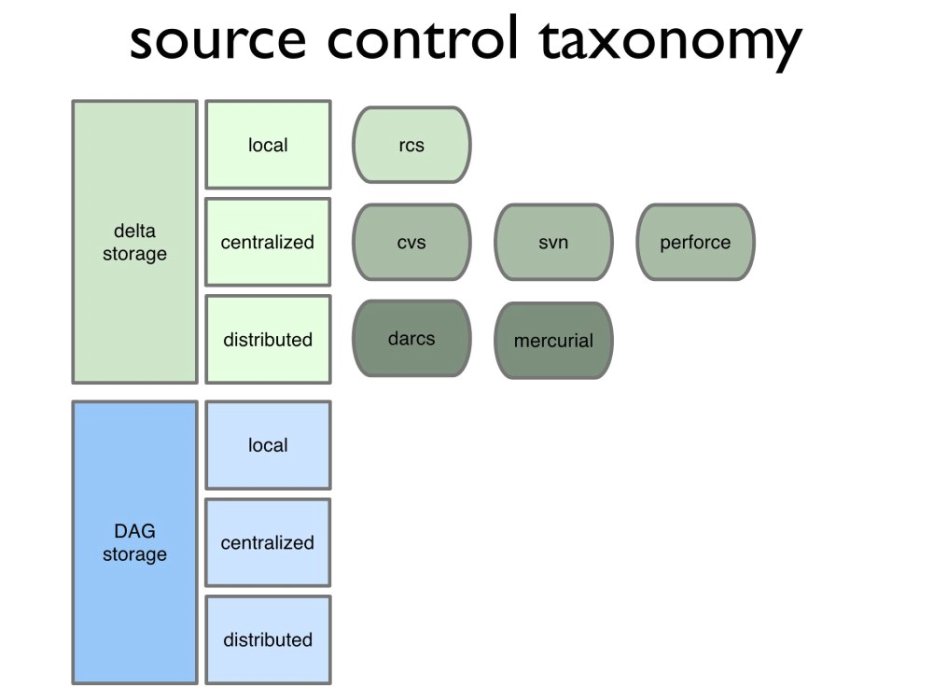 source control taxonomy
delta
storage
local
rcs
centralized
cvs
svn
perforce
distributed
darcs
mercurial
DAG
storage
local
centralized
distributed